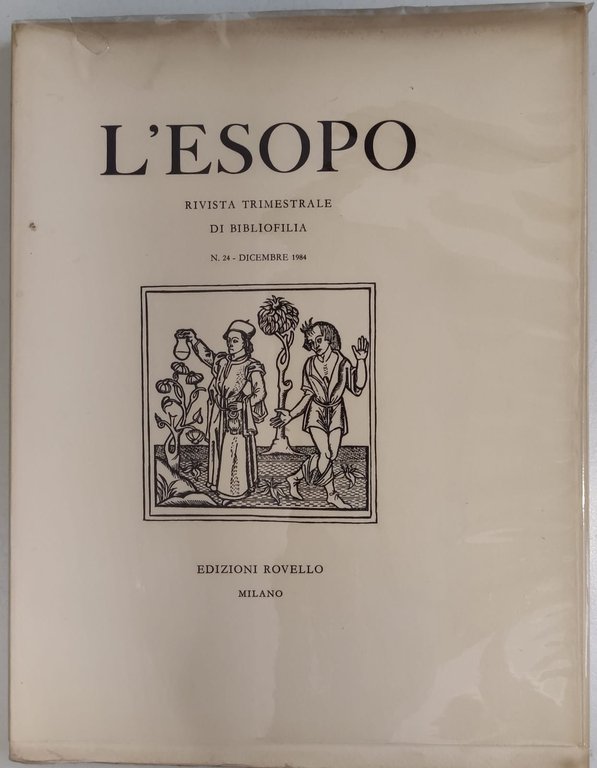 L'ESOPO
RIVISTA TRIMESTRALE
DI BIBLIOFILIA
N. 24 - DICEMBRE 1984
EDIZIONI ROVELLO
MILANO